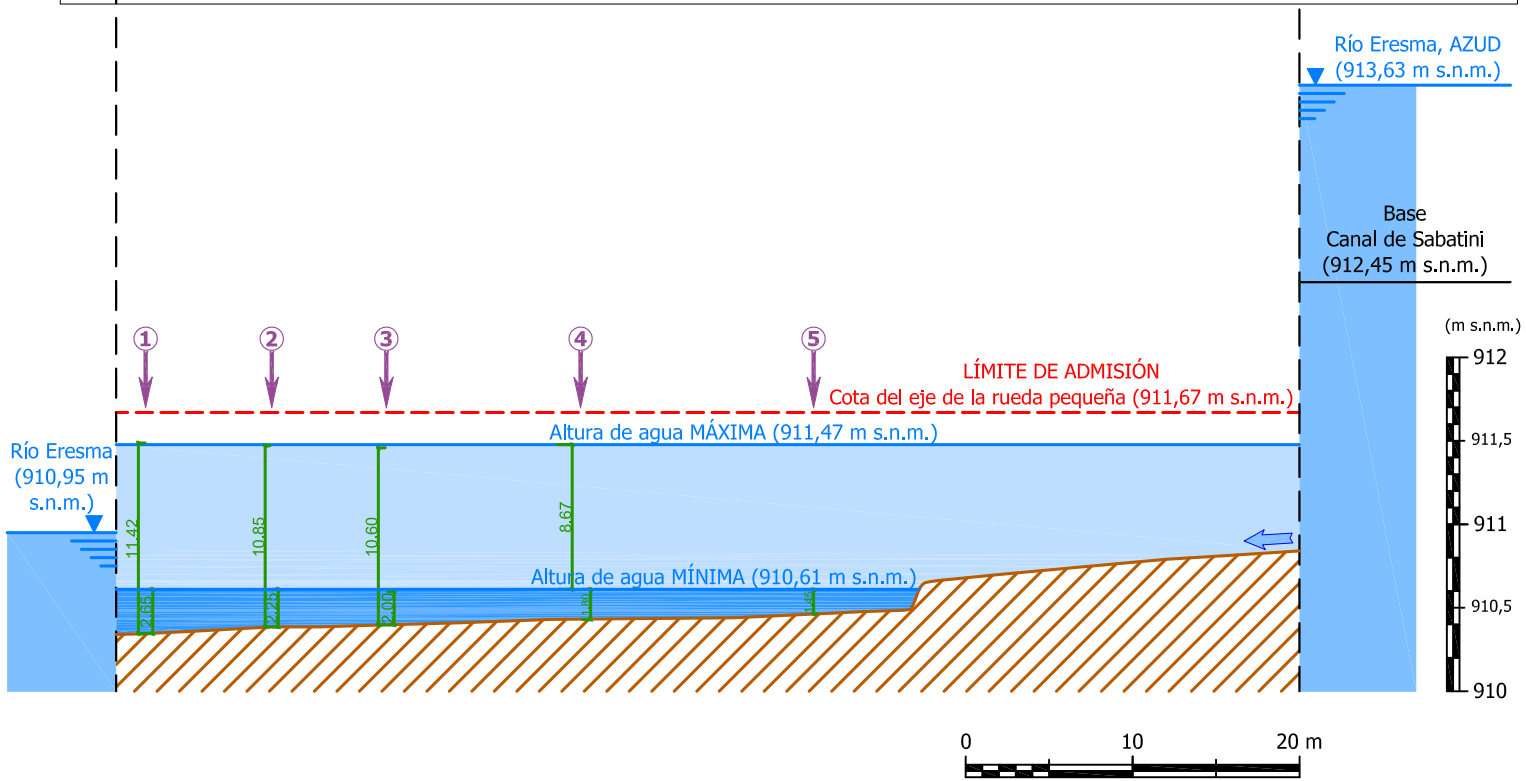 Río Eresma, AZUD
(913,63 m s.n.m.)
Base
Canal de Sabatini
(912,45 m s.n.m.)
(m s.n.m.)
1
2
3
4
5
912
LÍMITE DE ADMISIÓN
Cota del eje de la rueda pequeña (911,67 m s.n.m.)
Altura de agua MÁXIMA (911,47 m s.n.m.)
911,5
Río Eresma
(910,95 m
s.n.m.)
11.42
10.85
10.60
8.67
911
Altura de agua MÍNIMA (910,61 m s.n.m.)
2.65
2.25
2.00
1.80
1.45
910,5
910
0
10
20 m